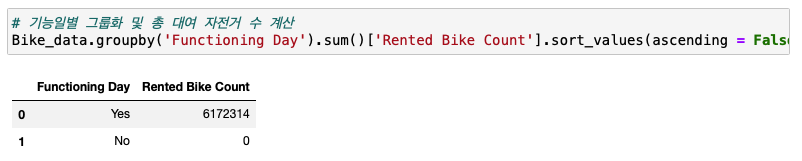 # 기능일별 그룹화 및 총 대여 자전거 수 계산
Bike_data.groupby('Functioning Day').sum()['Rented Bike Count'].sort_values(ascending = Fals
Functioning Day Rented Bike Count
0 Yes 6172314
1 No 0